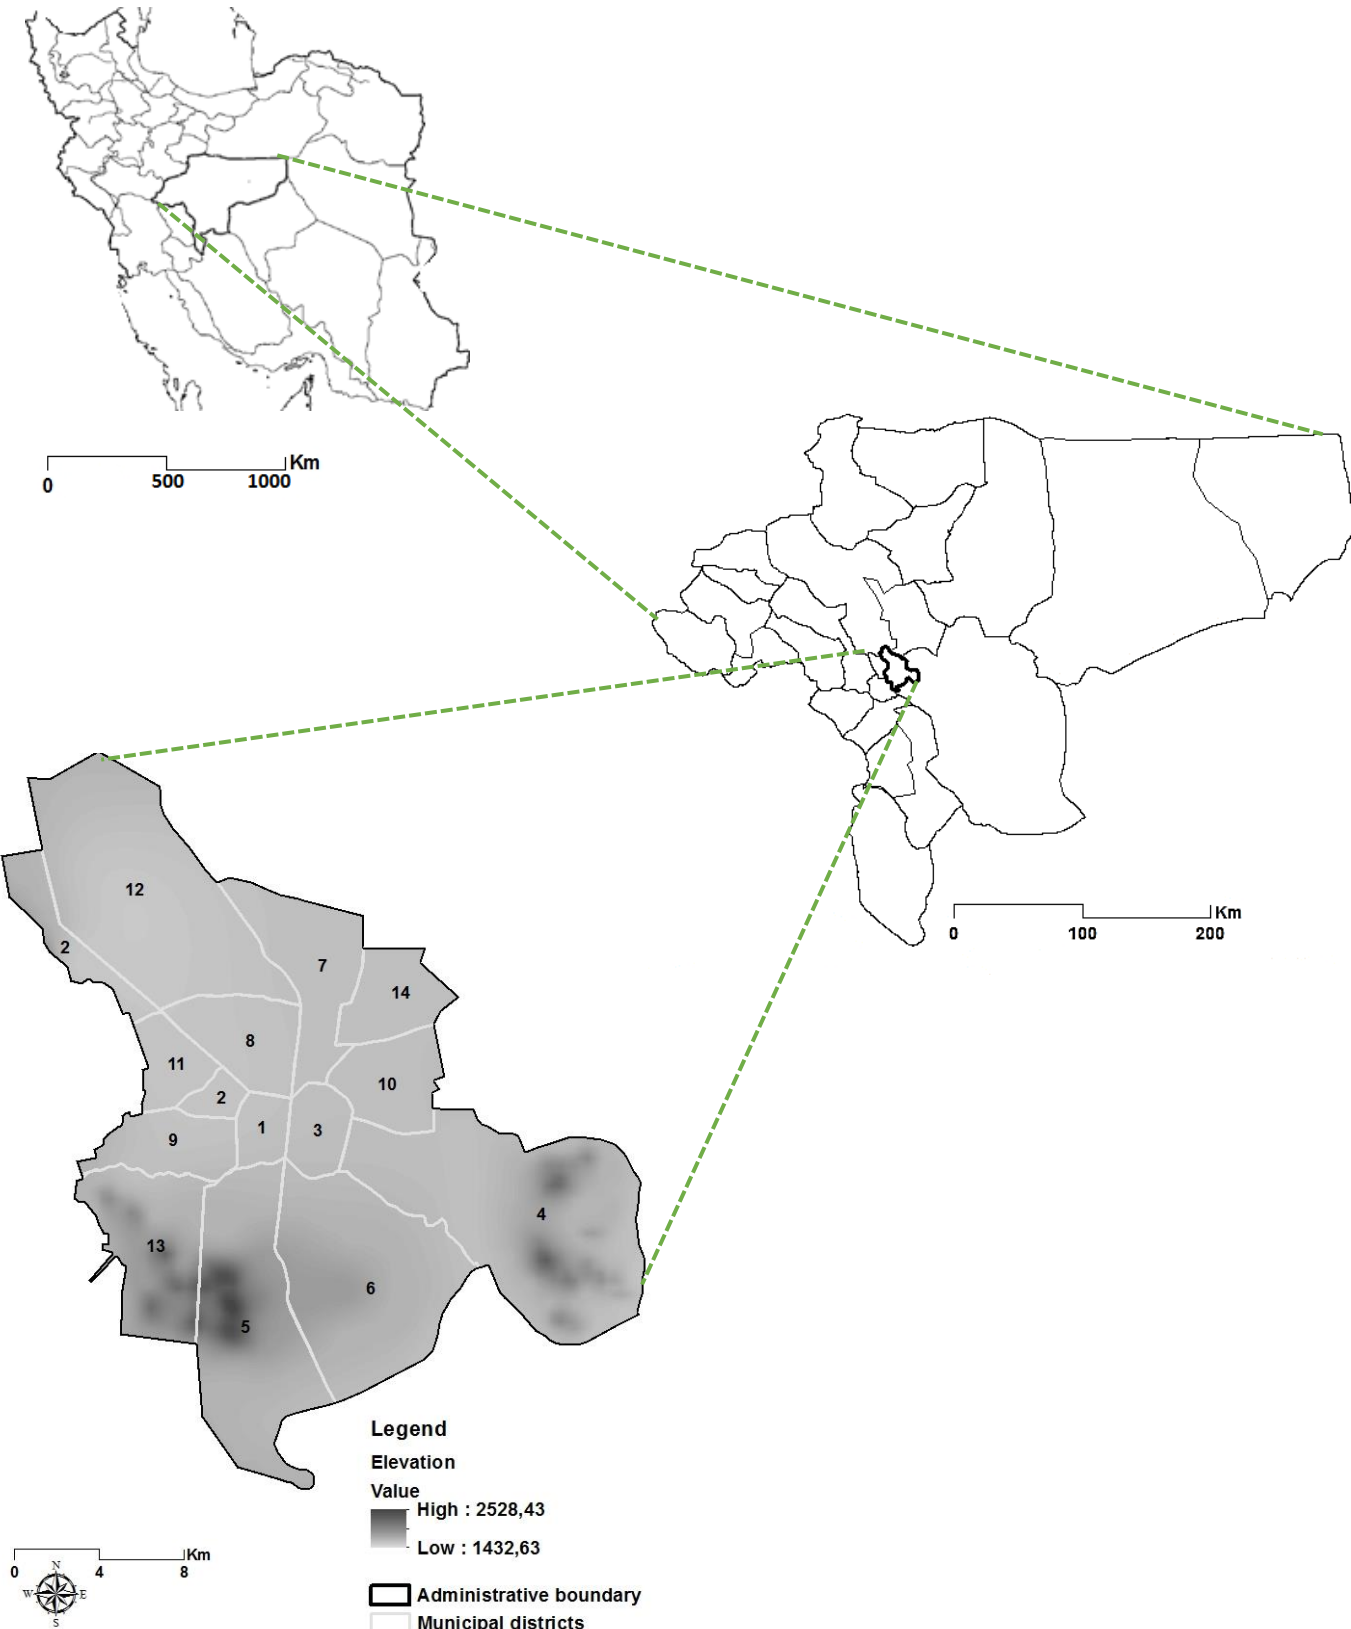 Km
0 500 1000
Km
0 100 200
12
2
7
14
8
11
10
2
1
3
9
4
13
6
5
Legend
Elevation
Value
High : 2528,43
Low : 1432,63
Km
0 4 8
N
W E
S
Administrative boundary
Municipal districts